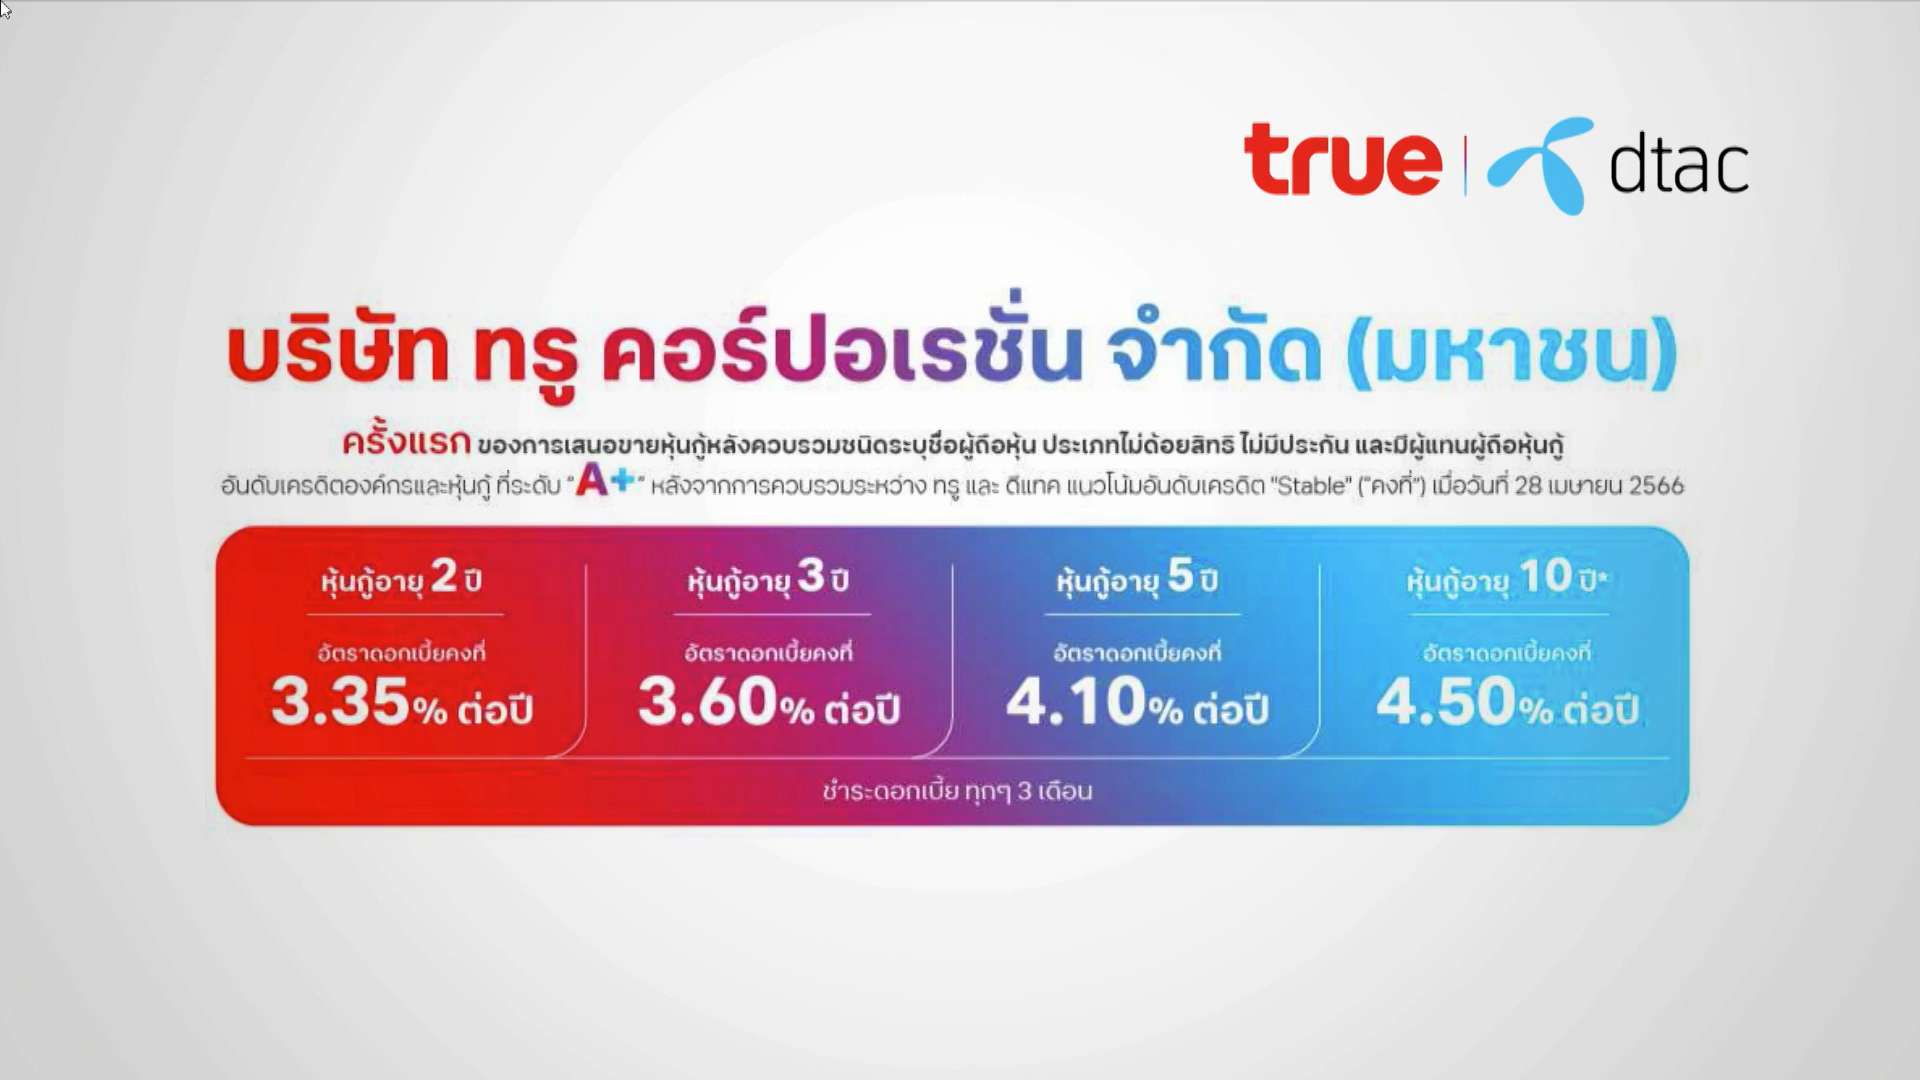 true | dtac
บริษัท ทรู คอร์ปอเรชั่น จำกัด (มหาชน)
ครั้งแรก ของการเสนอขายหุ้นกู้หลังควบรวมชนิดระบุชื่อผู้ถือหุ้น ประเภทไม่ด้อยสิทธิ ไม่มีประกัน และมีผู้แทนผู้ถือหุ้นกู้
อันดับเครดิตองค์กรและหุ้นกู้ ที่ระดับ "A+" หลังจากการควบรวมระหว่าง ทรู และ ดีแทค แนวโน้มอันดับเครดิต "Stable" ("คงที่") เมื่อวันที่ 28 เมษายน 2566
หุ้นกู้อายุ 2 ปี
อัตราดอกเบี้ยคงที่
3.35% ต่อปี
หุ้นกู้อายุ 3 ปี
อัตราดอกเบี้ยคงที่
3.60% ต่อปี
หุ้นกู้อายุ 5 ปี
อัตราดอกเบี้ยคงที่
4.10% ต่อปี
หุ้นกู้อายุ 10 ปี*
อัตราดอกเบี้ยคงที่
4.50% ต่อปี
ชำระดอกเบี้ย ทุกๆ 3 เดือน